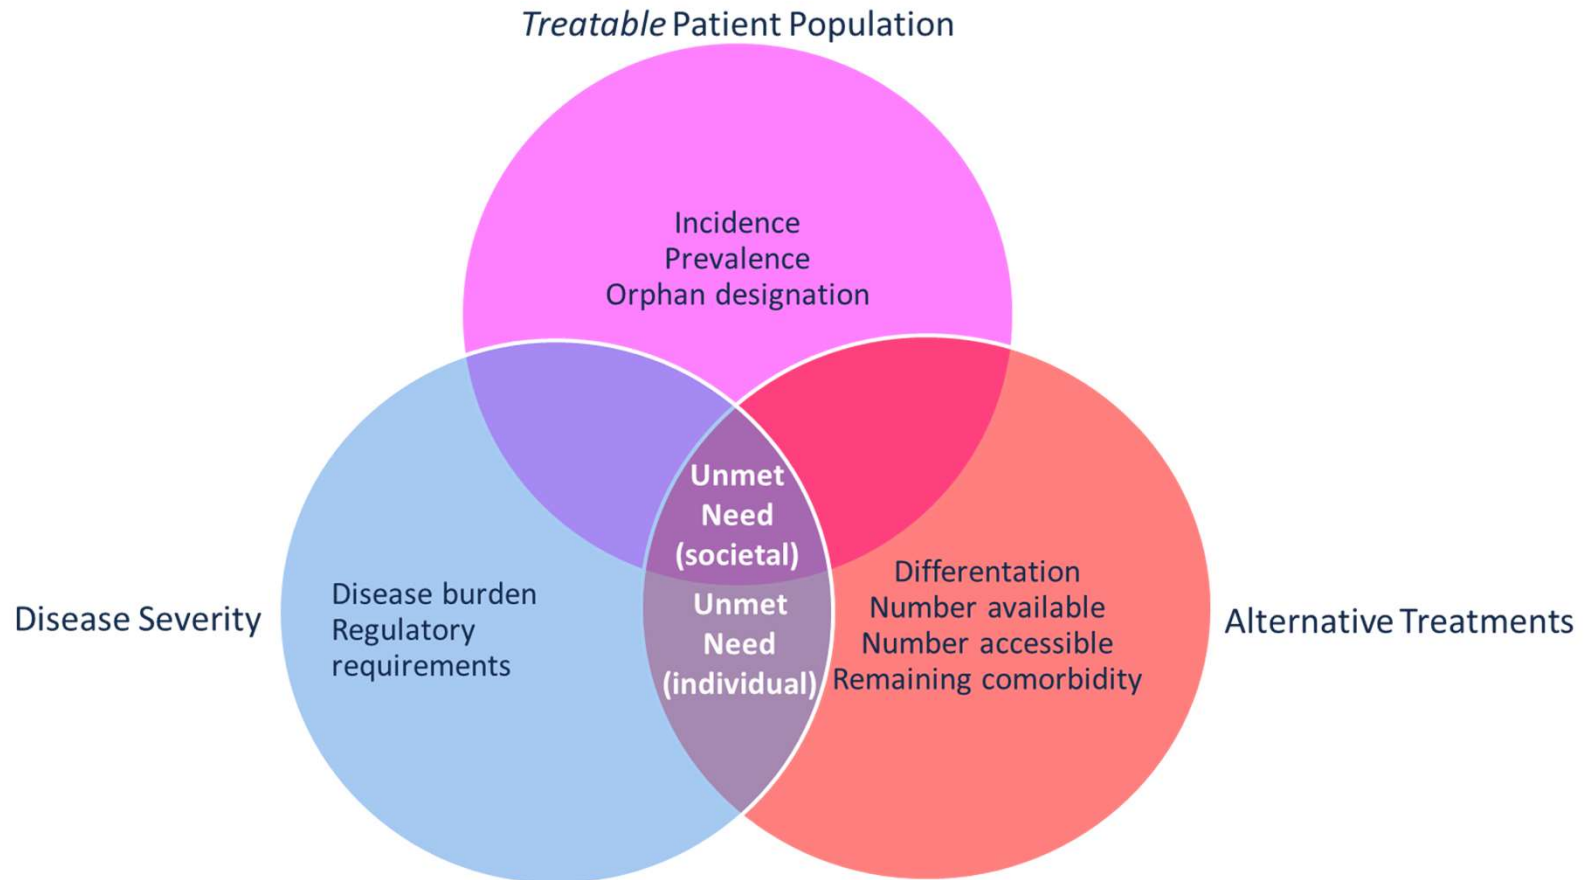 Treatable Patient Population
Incidence
Prevalence
Orphan designation
Unmet
Need
(societal)
Unmet
Need
(individual)
Disease Severity
Disease burden
Regulatory
requirements
Differentation
Number available
Number accessible
Remaining comorbidity
Alternative Treatments